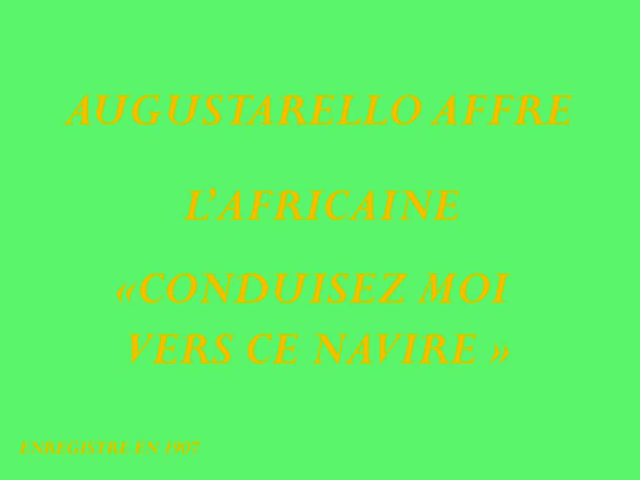 AUGUSTARELLO AFFRE
L'AFRICAINE
«CONDUISEZ MOI
VERS CE NAVIRE »
ENREGISTRE EN 1907